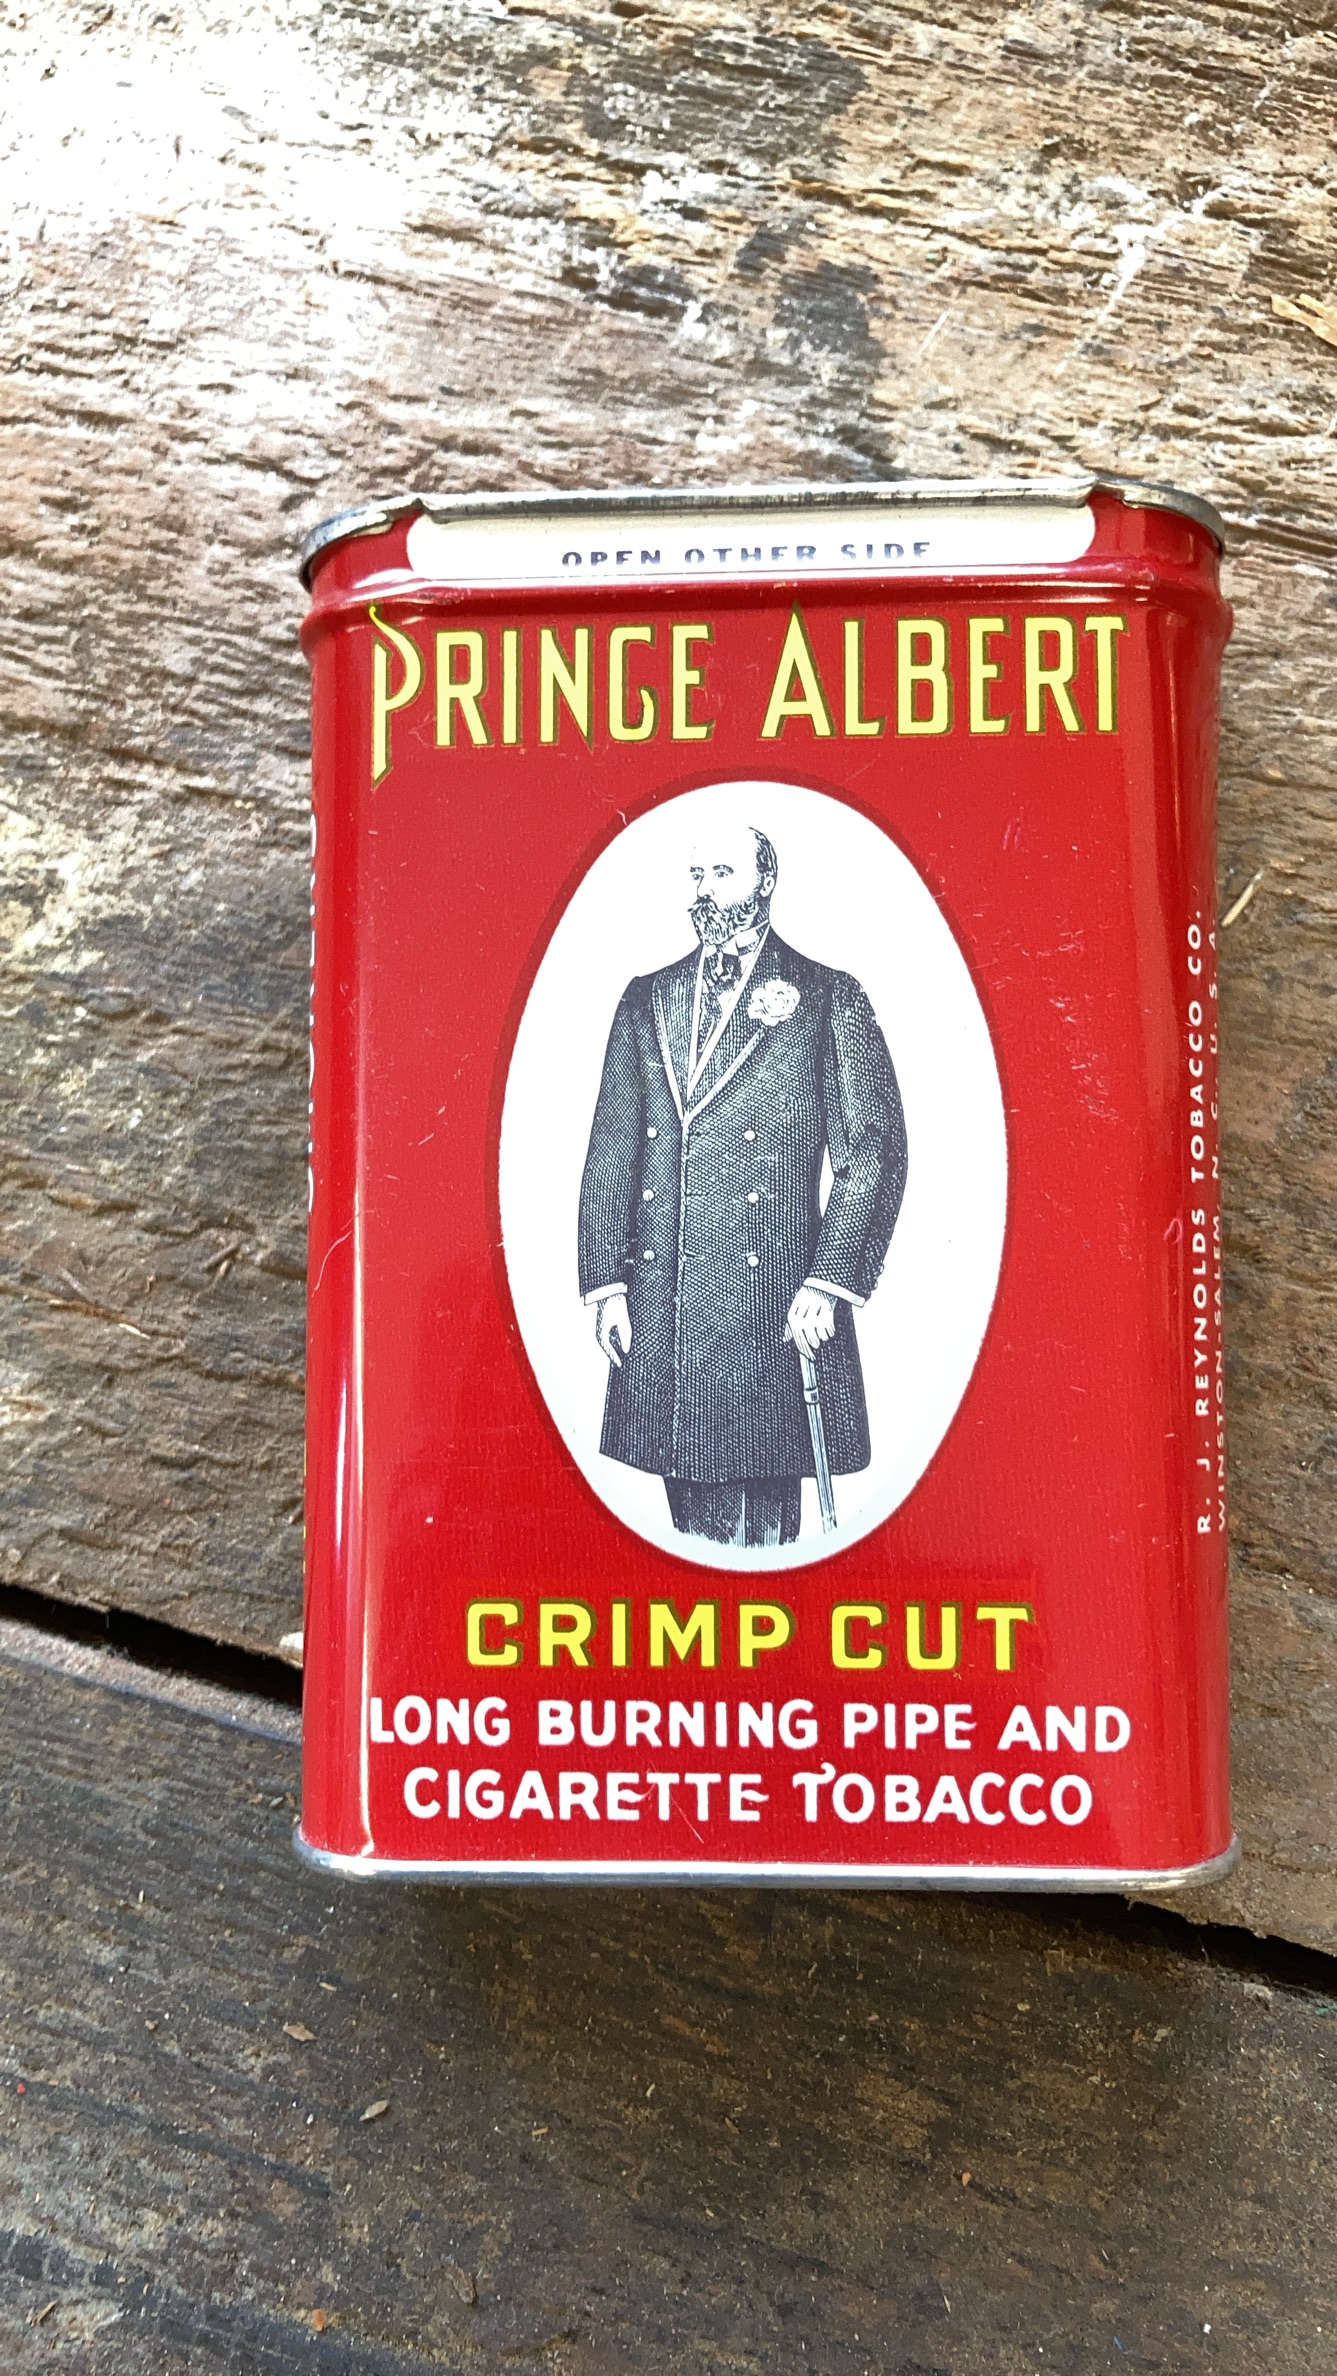 OPEN OTHER SIDE
PRINCE ALBERT
CRIMP CUT
LONG BURNING PIPE AND
CIGARETTE TOBACCO
R. J. REYNOLDS TOBACCO CO.
WINSTON-SALEM, N. C., U. S. A.